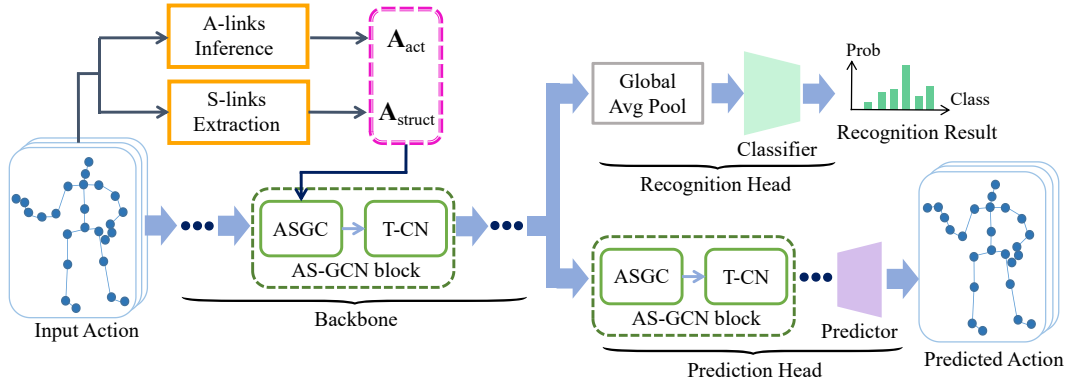 A-links
Inference
S-links
Extraction
A_act
A_struct
Input Action
ASGC
T-CN
AS-GCN block
Backbone
Global
Avg Pool
Classifier
Prob
Class
Recognition Result
Recognition Head
ASGC
T-CN
AS-GCN block
Predictor
Prediction Head
Predicted Action